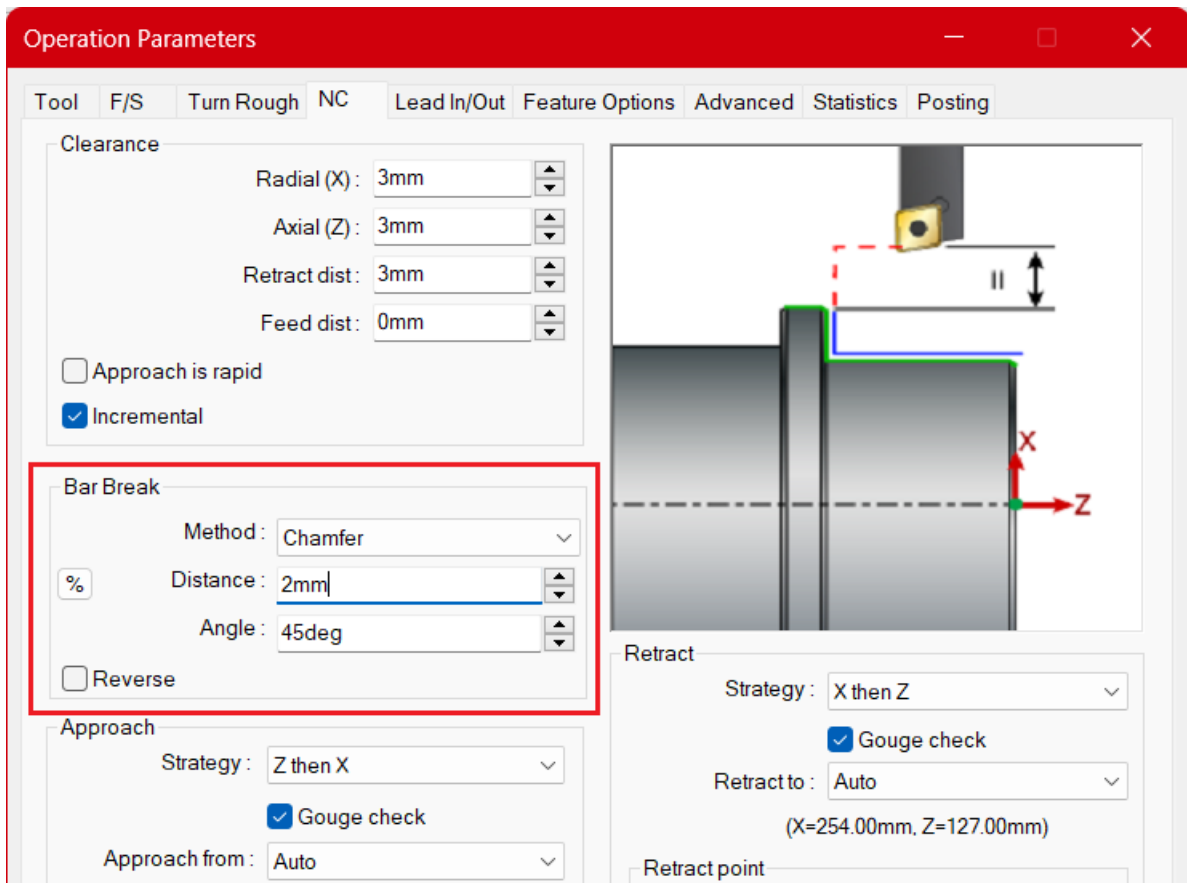 Operation Parameters
Tool F/S Turn Rough NC Lead In/Out Feature Options Advanced Statistics Posting
Clearance
Radial (X) : 3mm
Axial (Z) : 3mm
Retract dist : 3mm
Feed dist : 0mm
Approach is rapid
Incremental
Bar Break
Method : Chamfer
% Distance : 2mm
Angle : 45deg
Reverse
Approach
Strategy : Z then X
Gouge check
Approach from : Auto
II
X
Z
Retract
Strategy : X then Z
Gouge check
Retract to : Auto
(X=254.00mm, Z=127.00mm)
Retract point